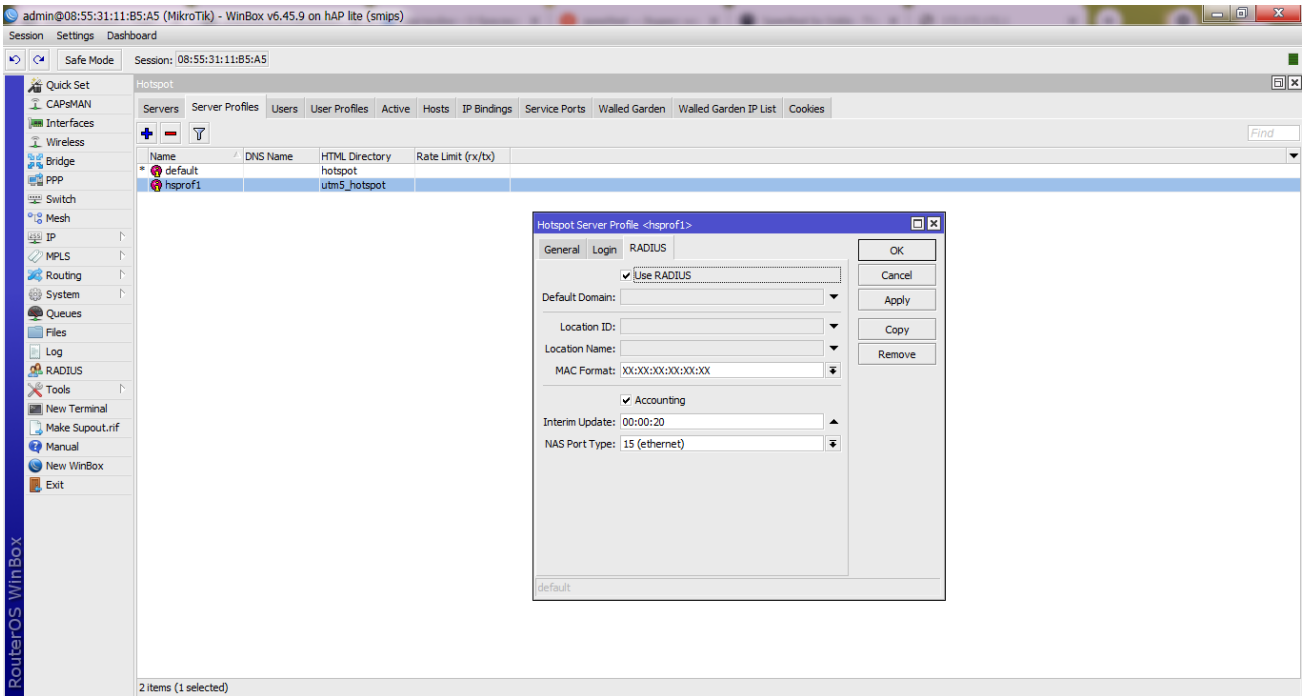 admin@08:55:31:11:B5:A5 (MikroTik) - WinBox v6.45.9 on hAP lite (smips)
Session Settings Dashboard
Safe Mode Session: 08:55:31:11:B5:A5
Quick Set
CAPsMAN
Interfaces
Wireless
Bridge
PPP
Switch
Mesh
IP
MPLS
Routing
System
Queues
Files
Log
RADIUS
Tools
New Terminal
Make Supout.rif
Manual
New WinBox
Exit
RouterOS WinBox
Hotspot
Servers Server Profiles Users User Profiles Active Hosts IP Bindings Service Ports Walled Garden Walled Garden IP List Cookies
Find
Name DNS Name HTML Directory Rate Limit (rx/tx)
* default hotspot
hsprof1 utm5_hotspot
Hotspot Server Profile <hsprof1>
General Login RADIUS
Use RADIUS
Default Domain:
Location ID:
Location Name:
MAC Format: XX:XX:XX:XX:XX:XX
Accounting
Interim Update: 00:00:20
NAS Port Type: 15 (ethernet)
OK
Cancel
Apply
Copy
Remove
default
2 items (1 selected)